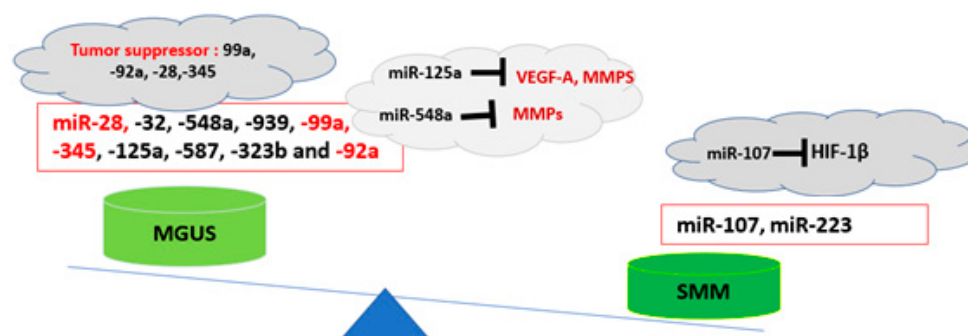 Tumor suppressor : 99a,
-92a, -28,-345
miR-125a VEGF-A, MMPS
miR-548a MMPs
miR-28, -32, -548a, -939, -99a,
-345, -125a, -587, -323b and -92a
miR-107 HIF-1β
miR-107, miR-223
MGUS
SMM